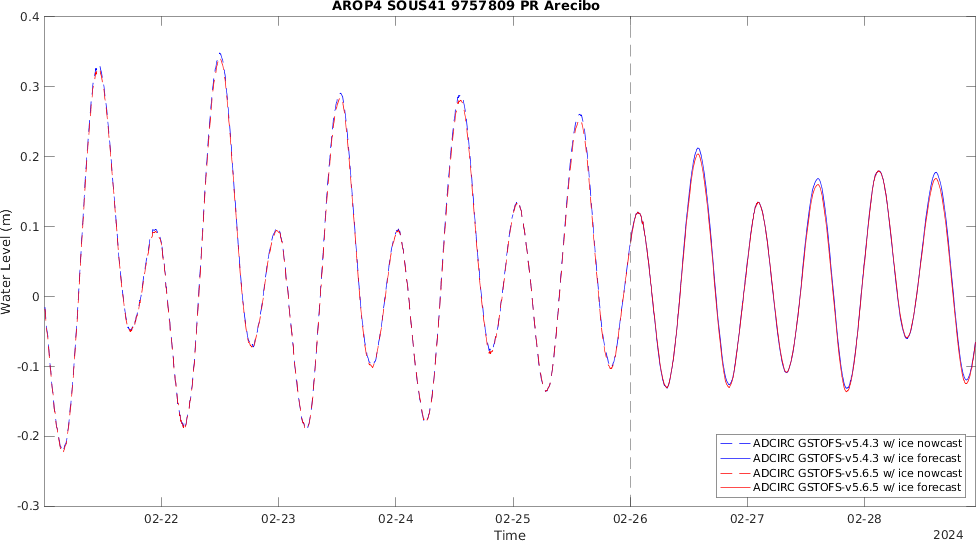 AROP4 SOUS41 9757809 PR Arecibo
0.4
0.3
0.2
0.1
0
-0.1
-0.2
-0.3
Water Level (m)
02-22
02-23
02-24
02-25
02-26
02-27
02-28
Time
2024
ADCIRC GSTOFS-v5.4.3 w/ ice nowcast
ADCIRC GSTOFS-v5.4.3 w/ ice forecast
ADCIRC GSTOFS-v5.6.5 w/ ice nowcast
ADCIRC GSTOFS-v5.6.5 w/ ice forecast